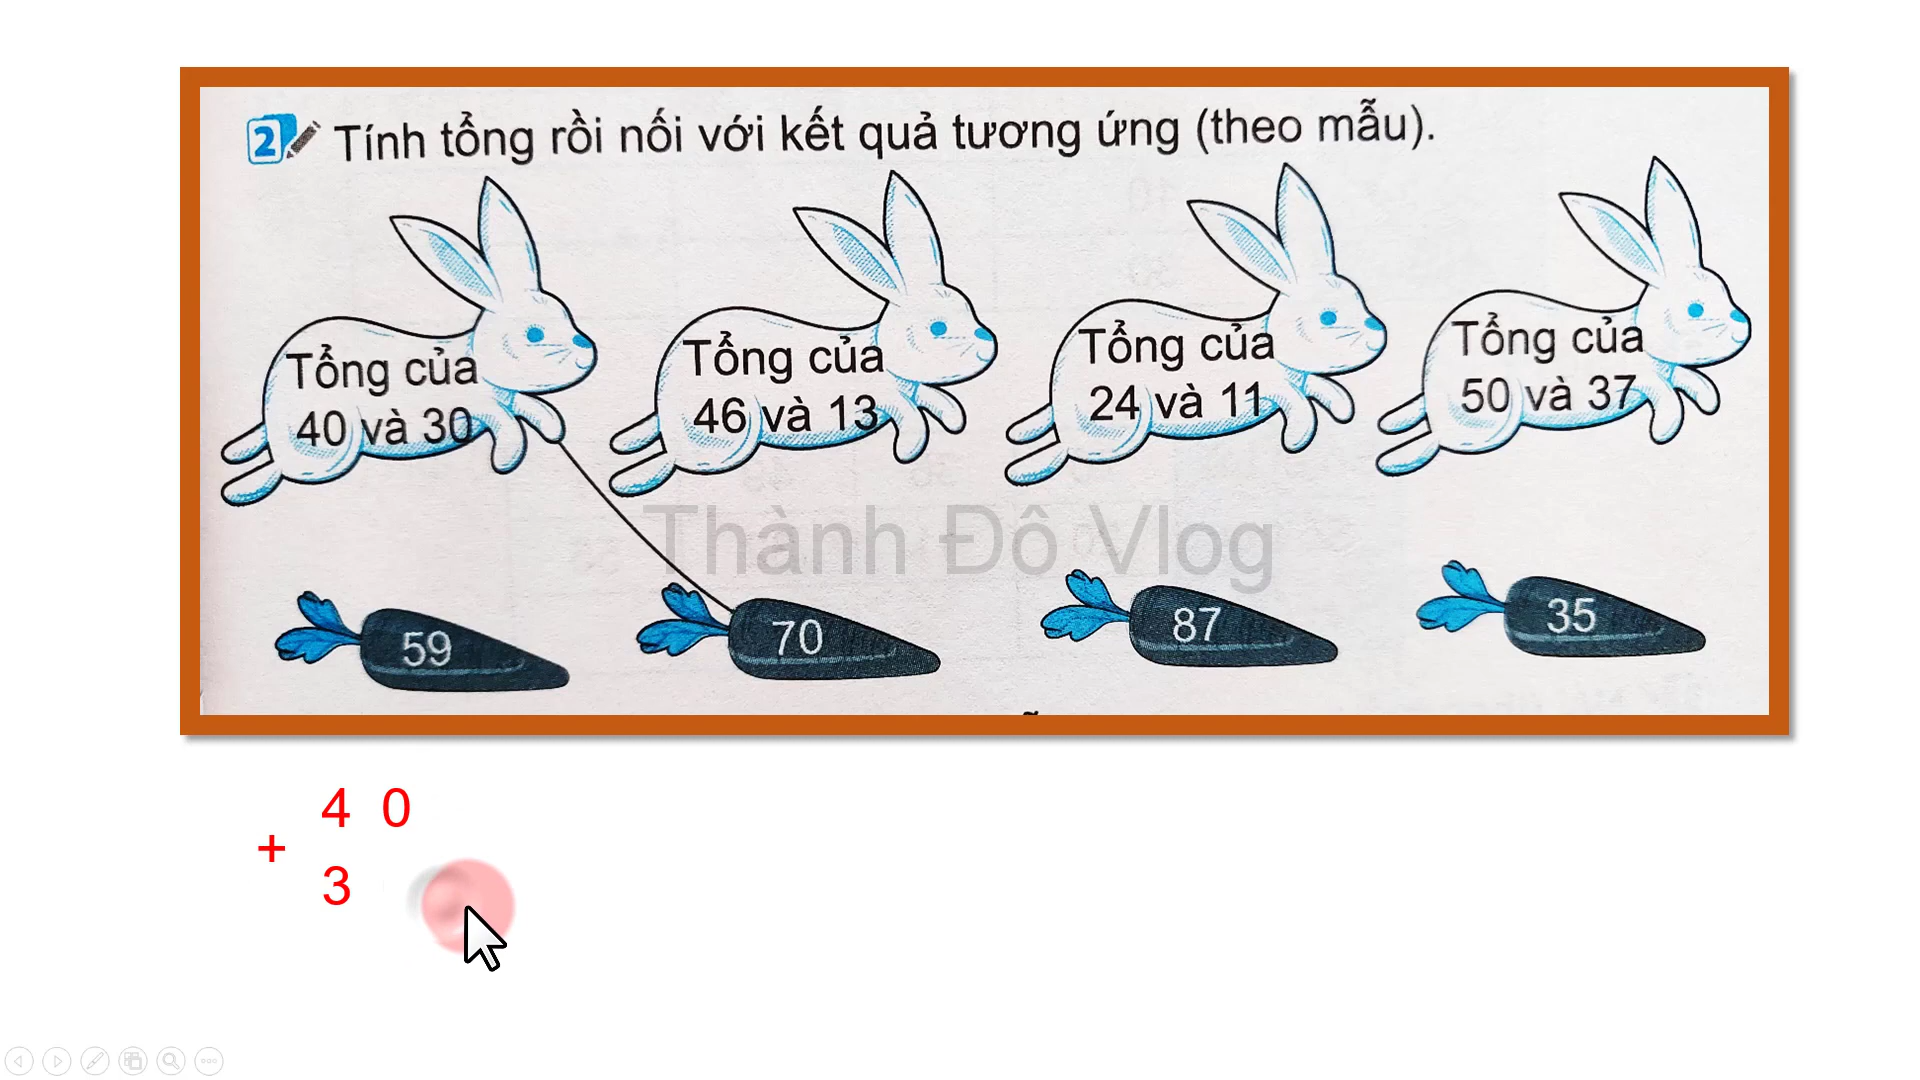 2 Tính tổng rồi nối với kết quả tương ứng (theo mẫu).
Tổng của
40 và 30
Tổng của
46 và 13
Tổng của
24 và 11
Tổng của
50 và 37
Thành Đô Vlog
59
70
87
35
4 0
+
3